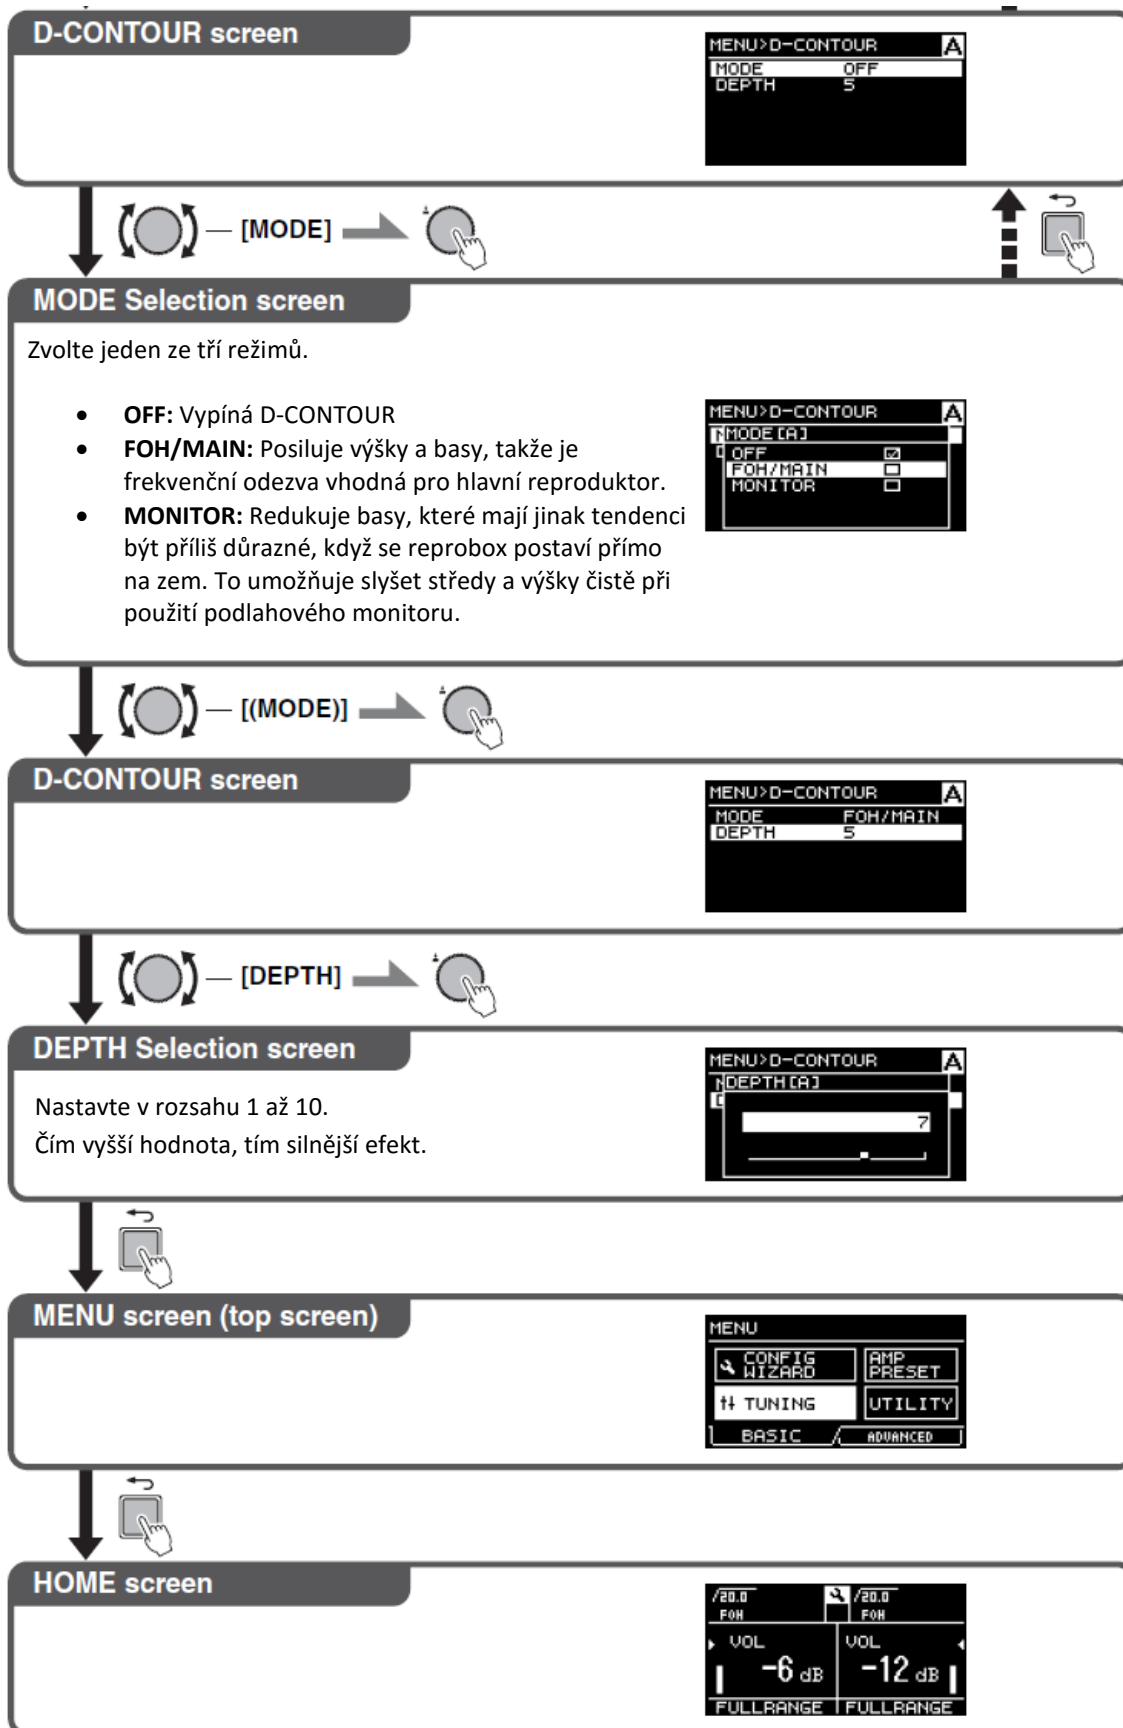 D-CONTOUR screen
MENU>D-CONTOUR A
MODE OFF
DEPTH 5
[MODE]
MODE Selection screen
Zvolte jeden ze tří režimů.
• OFF: Vypíná D-CONTOUR
• FOH/MAIN: Posiluje výšky a basy, takže je
frekvenční odezva vhodná pro hlavní reproduktor.
• MONITOR: Redukuje basy, které mají jinak tendenci
být příliš důrazné, když se reprobox postaví přímo
na zem. To umožňuje slyšet středy a výšky čistě při
použití podlahového monitoru.
MENU>D-CONTOUR A
MODE[A]
OFF
FOH/MAIN
MONITOR
[(MODE)]
D-CONTOUR screen
MENU>D-CONTOUR A
MODE FOH/MAIN
DEPTH 5
[DEPTH]
DEPTH Selection screen
Nastavte v rozsahu 1 až 10.
Čím vyšší hodnota, tím silnější efekt.
MENU>D-CONTOUR A
DEPTH[A]
7
MENU screen (top screen)
MENU
CONFIG WIZARD
AMP PRESET
TUNING
UTILITY
BASIC
ADVANCED
HOME screen
/20.0 /20.0
FOH FOH
VOL VOL
-6 dB -12 dB
FULLRANGE FULLRANGE